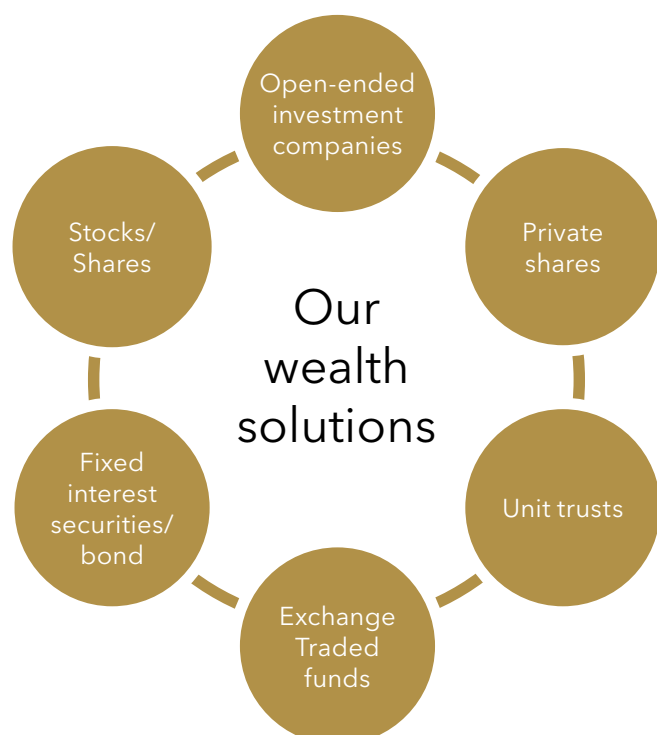 Open-ended
investment
companies
Stocks/
Shares
Private
shares
Our
wealth
solutions
Fixed
interest
securities/
bond
Unit trusts
Exchange
Traded
funds